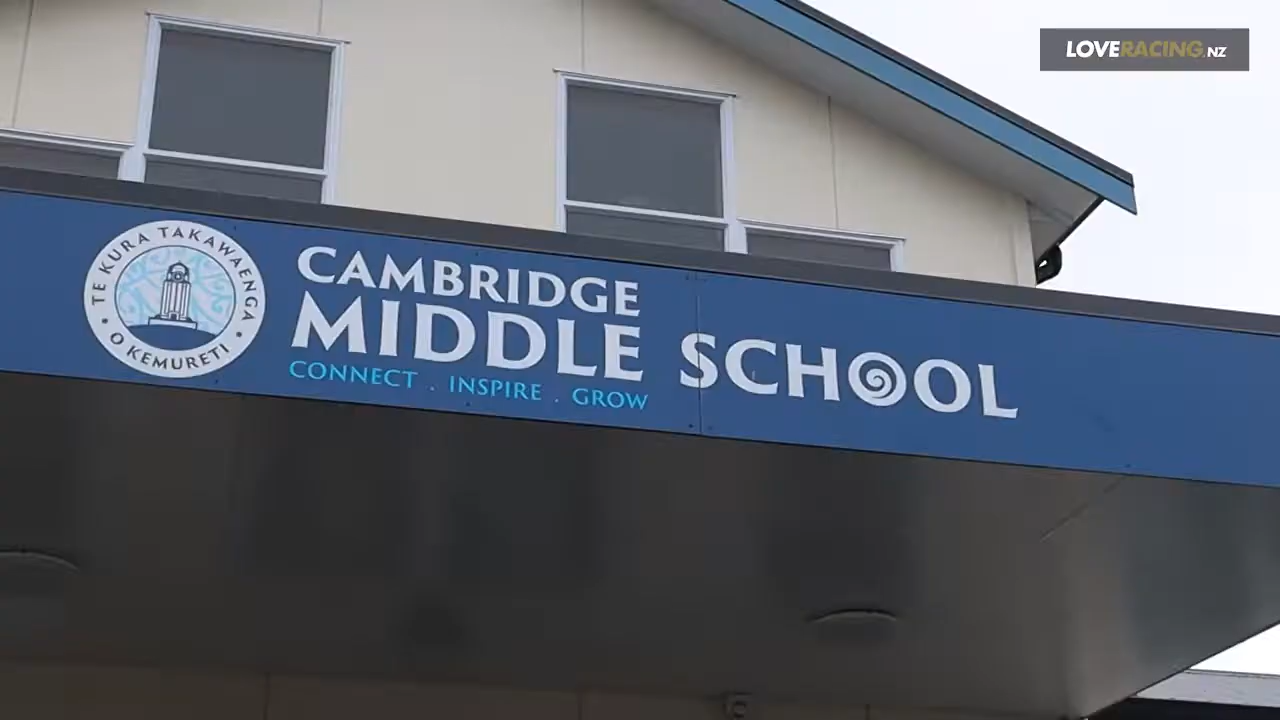 LOVERACING.NZ
TE KURA TAKAWAENGA
O KEMURETI
CAMBRIDGE
MIDDLE SCHOOL
CONNECT . INSPIRE . GROW